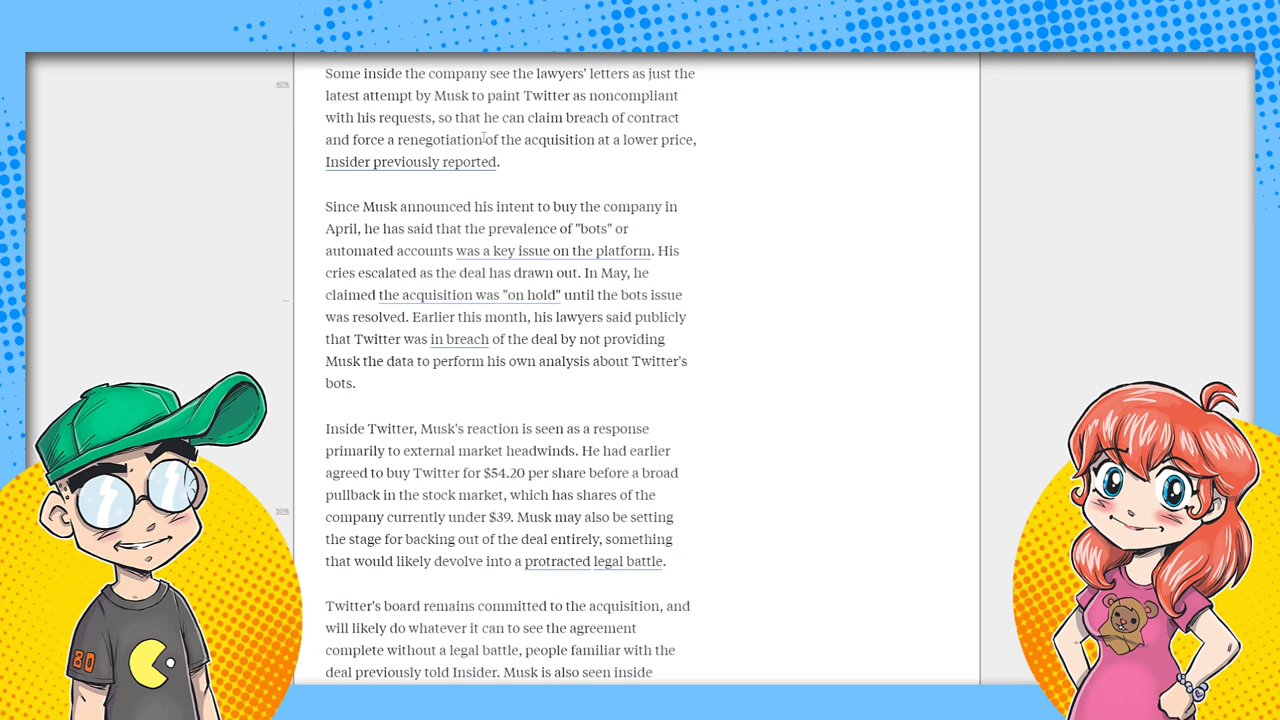 40%
Some inside the company see the lawyers' letters as just the
latest attempt by Musk to paint Twitter as noncompliant
with his requests, so that he can claim breach of contract
and force a renegotiation of the acquisition at a lower price,
Insider previously reported.
Since Musk announced his intent to buy the company in
April, he has said that the prevalence of "bots" or
automated accounts was a key issue on the platform. His
cries escalated as the deal has drawn out. In May, he
claimed the acquisition was "on hold" until the bots issue
was resolved. Earlier this month, his lawyers said publicly
that Twitter was in breach of the deal by not providing
Musk the data to perform his own analysis about Twitter's
bots.
Inside Twitter, Musk's reaction is seen as a response
primarily to external market headwinds. He had earlier
agreed to buy Twitter for $54.20 per share before a broad
pullback in the stock market, which has shares of the
company currently under $39. Musk may also be setting
the stage for backing out of the deal entirely, something
that would likely devolve into a protracted legal battle.
50%
Twitter's board remains committed to the acquisition, and
will likely do whatever it can to see the agreement
complete without a legal battle, people familiar with the
deal previously told Insider. Musk is also seen inside
80